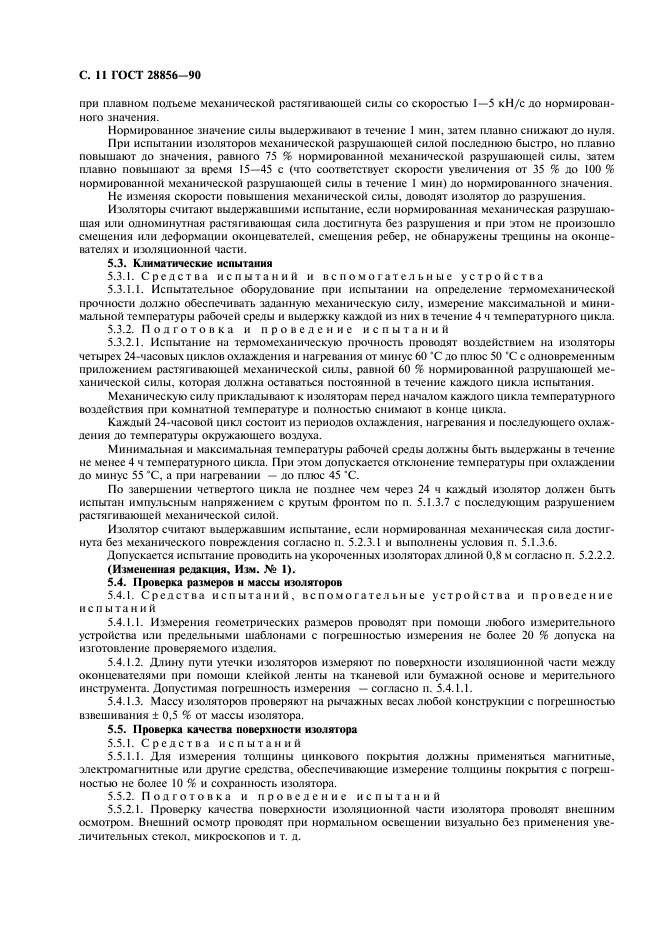 С. 11 ГОСТ 28856—90
при плавном подъеме механической растягивающей силы со скоростью 1—5 кН/с до нормирован-
ного значения.
Нормированное значение силы выдерживают в течение 1 мин, затем плавно снижают до нуля.
При испытании изоляторов механической разрушающей силой последнюю быстро, но плавно
повышают до значения, равного 75 % нормированной механической разрушающей силы, затем
плавно повышают за время 15—45 с (что соответствует скорости увеличения от 35 % до 100 %
нормированной механической разрушающей силы в течение 1 мин) до нормированного значения.
Не изменяя скорости повышения механической силы, доводят изолятор до разрушения.
Изоляторы считают выдержавшими испытание, если нормированная механическая разрушаю-
щая или одноминутная растягивающая сила достигнута без разрушения и при этом не произошло
смещения или деформации оконцевателей, смещения ребер, не обнаружены трещины на оконце-
вателях и изоляционной части.
5.3. Климатические испытания
5.3.1. Средства испытаний и вспомогательные устройства
5.3.1.1. Испытательное оборудование при испытании на определение термомеханической
прочности должно обеспечивать заданную механическую силу, измерение максимальной и мини-
мальной температуры рабочей среды и выдержку каждой из них в течение 4 ч температурного цикла.
5.3.2. Подготовка и проведение испытаний
5.3.2.1. Испытание на термомеханическую прочность проводят воздействием на изоляторы
четырех 24-часовых циклов охлаждения и нагревания от минус 60 ˚С до плюс 50 ˚С с одновременным
приложением растягивающей механической силы, равной 60 % нормированной разрушающей ме-
ханической силы, которая должна оставаться постоянной в течение каждого цикла испытания.
Механическую силу прикладывают к изоляторам перед началом каждого цикла температурного
воздействия при комнатной температуре и полностью снимают в конце цикла.
Каждый 24-часовой цикл состоит из периодов охлаждения, нагревания и последующего охлаж-
дения до температуры окружающего воздуха.
Минимальная и максимальная температуры рабочей среды должны быть выдержаны в течение
не менее 4 ч температурного цикла. При этом допускается отклонение температуры при охлаждении
до минус 55 ˚С, а при нагревании — до плюс 45 ˚С.
По завершении четвертого цикла не позднее чем через 24 ч каждый изолятор должен быть
испытан импульсным напряжением с крутым фронтом по п. 5.1.3.7 с последующим разрушением
растягивающей механической силой.
Изолятор считают выдержавшим испытание, если нормированная механическая сила достиг-
нута без механического повреждения согласно п. 5.2.3.1 и выполнены условия п. 5.1.3.6.
Допускается испытание проводить на укороченных изоляторах длиной 0,8 м согласно п. 5.2.2.2.
(Измененная редакция, Изм. № 1).
5.4. Проверка размеров и массы изоляторов
5.4.1. Средства испытаний, вспомогательные устройства и проведение
испытаний
5.4.1.1. Измерения геометрических размеров проводят при помощи любого измерительного
устройства или предельными шаблонами с погрешностью измерения не более 20 % допуска на
изготовление проверяемого изделия.
5.4.1.2. Длину пути утечки изоляторов измеряют по поверхности изоляционной части между
оконцевателями при помощи клейкой ленты на тканевой или бумажной основе и мерительного
инструмента. Допустимая погрешность измерения — согласно п. 5.4.1.1.
5.4.1.3. Массу изоляторов проверяют на рычажных весах любой конструкции с погрешностью
взвешивания ± 0,5 % от массы изолятора.
5.5. Проверка качества поверхности изолятора
5.5.1. Средства испытаний
5.5.1.1. Для измерения толщины цинкового покрытия должны применяться магнитные,
электромагнитные или другие средства, обеспечивающие измерение толщины покрытия с погреш-
ностью не более 10 % и сохранность изолятора.
5.5.2. Подготовка и проведение испытаний
5.5.2.1. Проверку качества поверхности изоляционной части изолятора проводят внешним
осмотром. Внешний осмотр проводят при нормальном освещении визуально без применения уве-
личительных стекол, микроскопов и т. д.